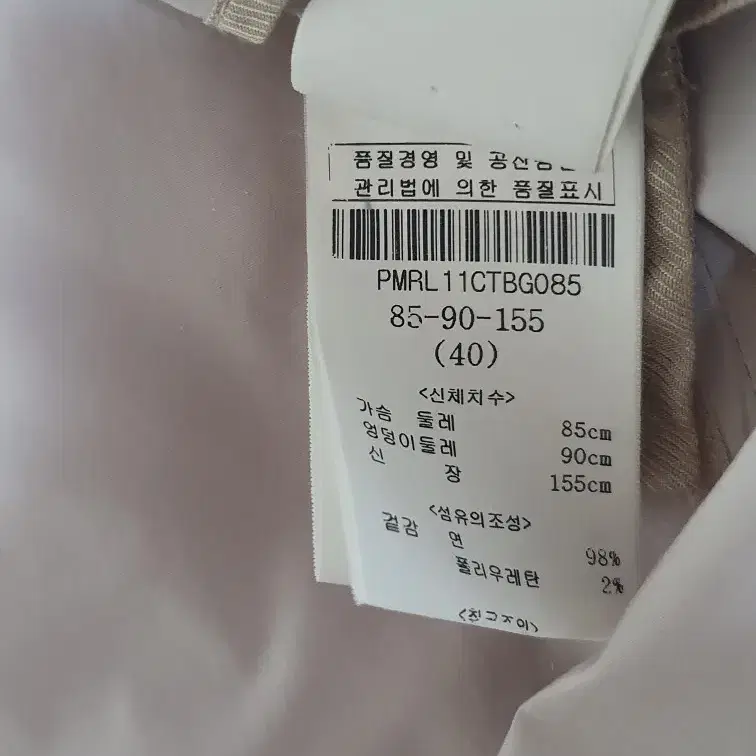 품질경영 및 공산품
관리법에 의한 품질표시
PMRL11CTBG085
85-90-155
(40)
<신체치수>
가슴 둘레 85cm
엉덩이둘레 90cm
신 장 155cm
<섬유의조성>
겉감 면 98%
폴리우레탄 2%